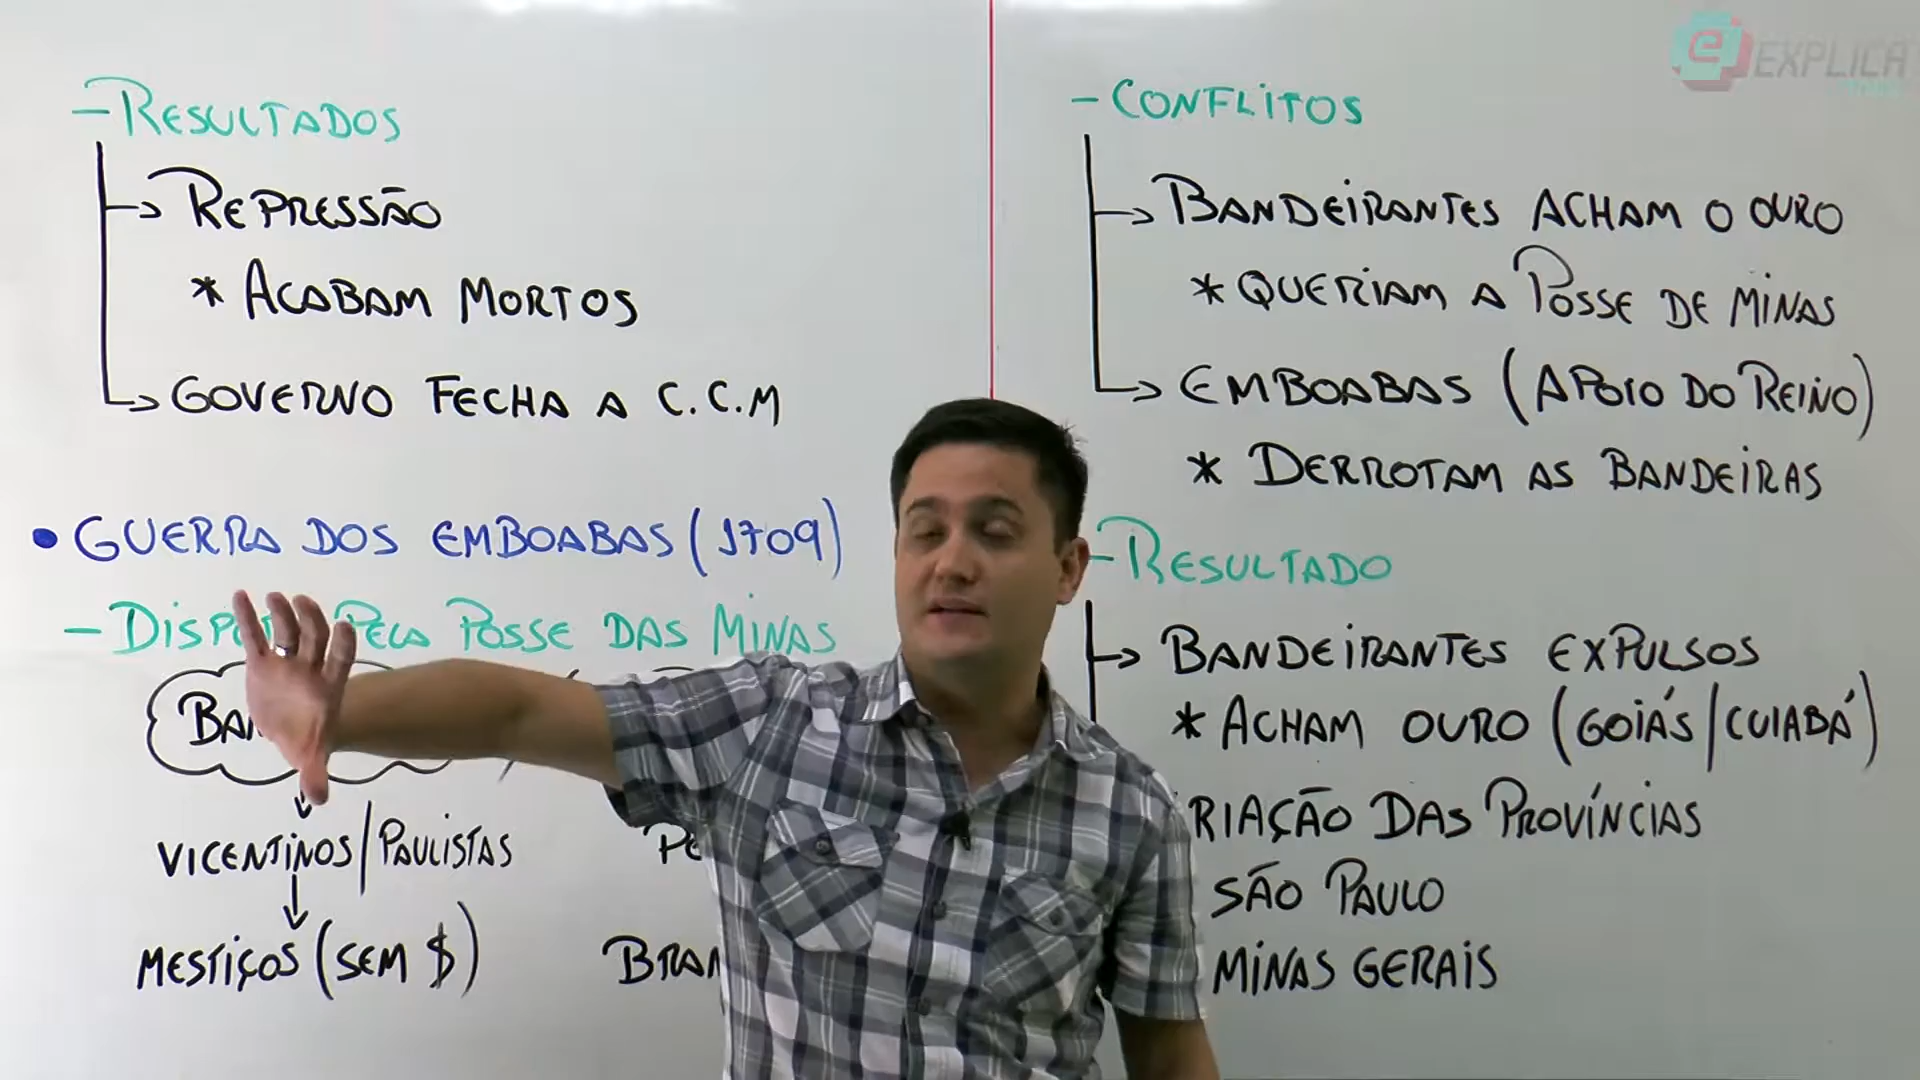 - RESULTADOS
REPRESSÃO
* ACABAM MORTOS
GOVERNO FECHA A C.C.M
• GUERRA DOS EMBOABAS (1709)
- PELA POSSE DAS MINAS
VICENTINOS/PAULISTAS
MESTIÇOS (SEM $)
- CONFLITOS
BANDEIRANTES ACHAM O OURO
* QUERIAM A POSSE DE MINAS
EMBOABAS (APOIO DO REINO)
* DERROTAM AS BANDEIRAS
- RESULTADO
BANDEIRANTES EXPULSOS
* ACHAM OURO (GOIÁS/CUIABÁ)
RIAÇÃO DAS PROVÍNCIAS
SÃO PAULO
MINAS GERAIS
EXPLICA